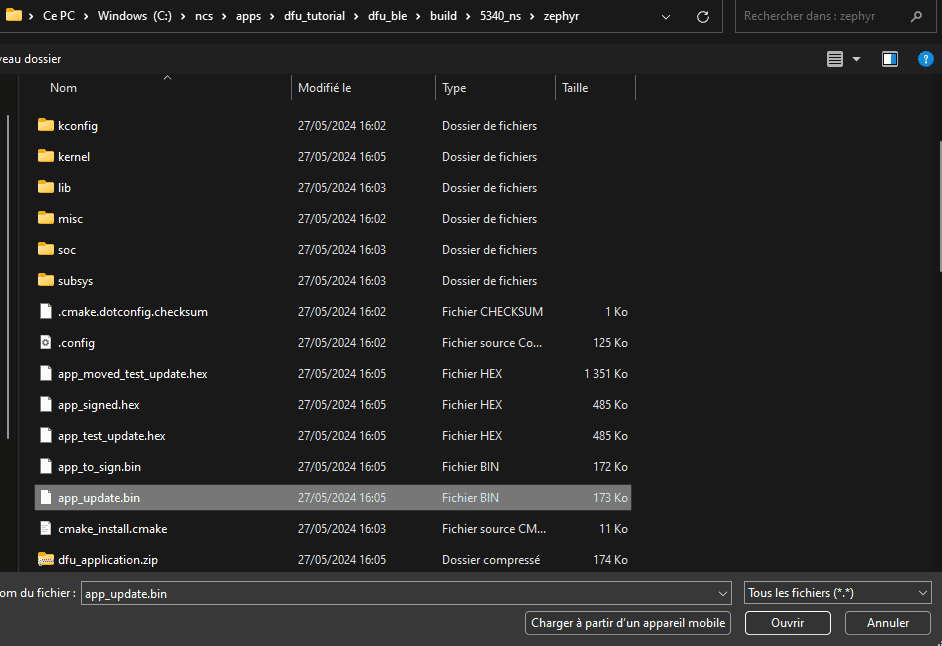 Ce PC > Windows (C:) > ncs > apps > dfu_tutorial > dfu_ble > build > 5340_ns > zephyr
Rechercher dans : zephyr
veau dossier
Nom Modifié le Type Taille
kconfig 27/05/2024 16:02 Dossier de fichiers
kernel 27/05/2024 16:05 Dossier de fichiers
lib 27/05/2024 16:03 Dossier de fichiers
misc 27/05/2024 16:02 Dossier de fichiers
soc 27/05/2024 16:03 Dossier de fichiers
subsys 27/05/2024 16:03 Dossier de fichiers
.cmake.dotconfig.checksum 27/05/2024 16:02 Fichier CHECKSUM 1 Ko
.config 27/05/2024 16:02 Fichier source Co... 125 Ko
app_moved_test_update.hex 27/05/2024 16:05 Fichier HEX 1 351 Ko
app_signed.hex 27/05/2024 16:05 Fichier HEX 485 Ko
app_test_update.hex 27/05/2024 16:05 Fichier HEX 485 Ko
app_to_sign.bin 27/05/2024 16:05 Fichier BIN 172 Ko
app_update.bin 27/05/2024 16:05 Fichier BIN 173 Ko
cmake_install.cmake 27/05/2024 16:03 Fichier source CM... 11 Ko
dfu_application.zip 27/05/2024 16:05 Dossier compressé 174 Ko
om du fichier : app_update.bin Tous les fichiers (*.*)
Charger à partir d'un appareil mobile Ouvrir Annuler